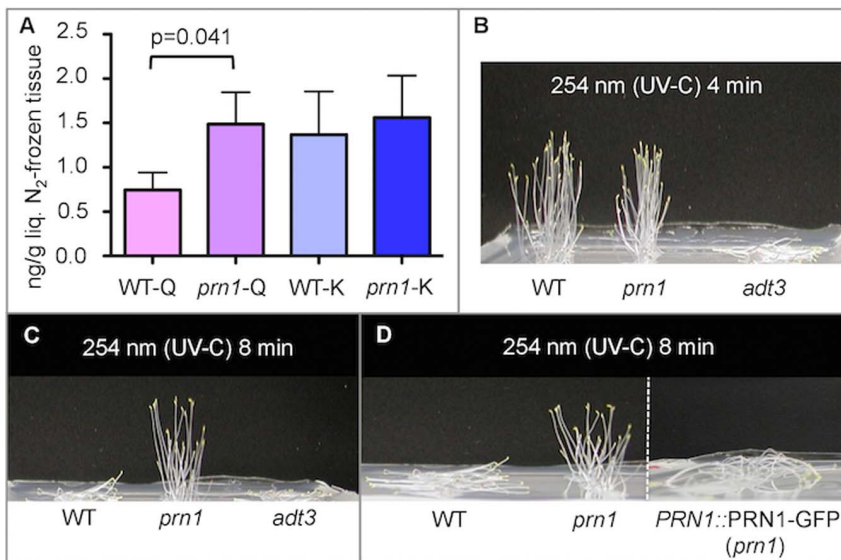 A
p=0.041
ng/g liq. N₂-frozen tissue
2.5
2.0
1.5
1.0
0.5
0.0
WT-Q prn1-Q WT-K prn1-K
B
254 nm (UV-C) 4 min
WT prn1 adt3
C
254 nm (UV-C) 8 min
WT prn1 adt3
D
254 nm (UV-C) 8 min
WT prn1 PRN1::PRN1-GFP
(prn1)